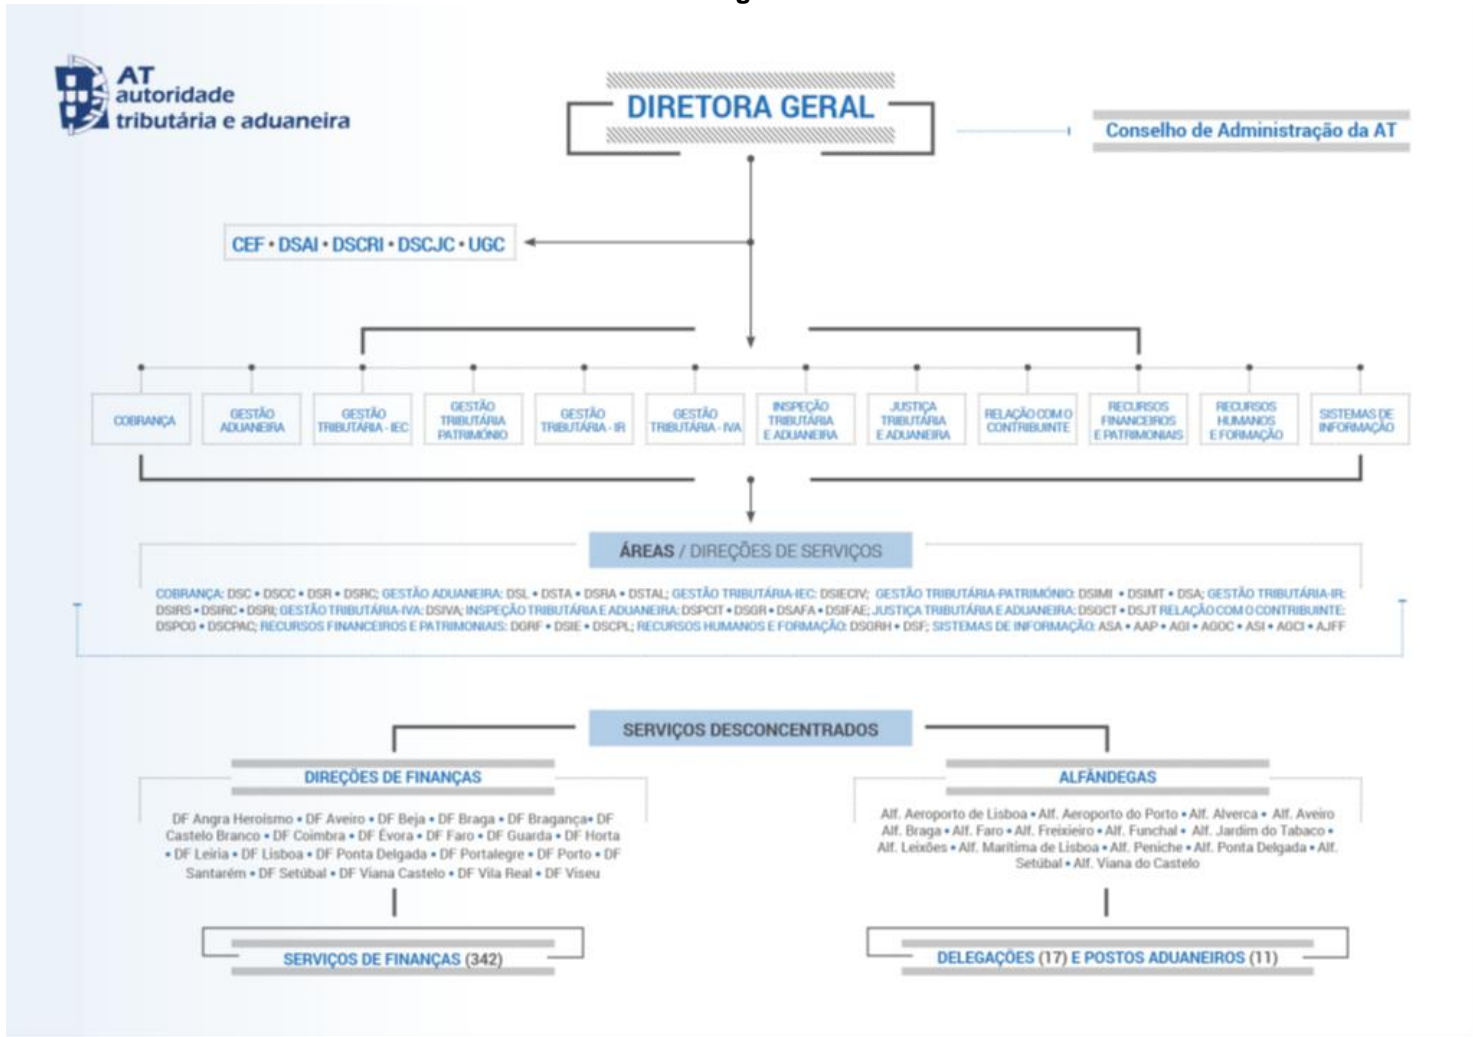 AT
autoridade
tributária e aduaneira
DIRETORA GERAL
Conselho de Administração da AT
CEF • DSAI • DSCRI • DSCJC • UGC
COBRANÇA
GESTÃO
ADUANEIRA
GESTÃO
TRIBUTÁRIA - IEC
GESTÃO
TRIBUTÁRIA
PATRIMÓNIO
GESTÃO
TRIBUTÁRIA - IR
GESTÃO
TRIBUTÁRIA - IVA
INSPEÇÃO
TRIBUTÁRIA
E ADUANEIRA
JUSTIÇA
TRIBUTÁRIA
E ADUANEIRA
RELAÇÃO COM O
CONTRIBUINTE
RECURSOS
FINANCEIROS
E PATRIMONIAIS
RECURSOS
HUMANOS
E FORMAÇÃO
SISTEMAS DE
INFORMAÇÃO
ÁREAS / DIREÇÕES DE SERVIÇOS
COBRANÇA: DSC • DSCC • DSR • DSRC; GESTÃO ADUANEIRA: DSL • DSTA • DSRA • DSTAL; GESTÃO TRIBUTÁRIA-IEC: DSIECIV; GESTÃO TRIBUTÁRIA-PATRIMÓNIO: DSIMI • DSIMT • DSA; GESTÃO TRIBUTÁRIA-IR:
DSIRS • DSIRC • DSRI; GESTÃO TRIBUTÁRIA-IVA: DSIVA; INSPEÇÃO TRIBUTÁRIA E ADUANEIRA: DSPCIT • DSGR • DSAFA • DSIFAE; JUSTIÇA TRIBUTÁRIA E ADUANEIRA: DSGCT • DSJT RELAÇÃO COM O CONTRIBUINTE:
DSPCG • DSCPAC; RECURSOS FINANCEIROS E PATRIMONIAIS: DGRF • DSIE • DSCPL; RECURSOS HUMANOS E FORMAÇÃO: DSGRH • DSF; SISTEMAS DE INFORMAÇÃO: ASA • AAP • AGI • AGDC • ASI • AGCI • AJFF
SERVIÇOS DESCONCENTRADOS
DIREÇÕES DE FINANÇAS
DF Angra Heroísmo • DF Aveiro • DF Beja • DF Braga • DF Bragança• DF
Castelo Branco • DF Coimbra • DF Évora • DF Faro • DF Guarda • DF Horta
• DF Leiria • DF Lisboa • DF Ponta Delgada • DF Portalegre • DF Porto • DF
Santarém • DF Setúbal • DF Viana Castelo • DF Vila Real • DF Viseu
SERVIÇOS DE FINANÇAS (342)
ALFÂNDEGAS
Alf. Aeroporto de Lisboa • Alf. Aeroporto do Porto • Alf. Alverca • Alf. Aveiro
Alf. Braga • Alf. Faro • Alf. Freixieiro • Alf. Funchal • Alf. Jardim do Tabaco •
Alf. Leixões • Alf. Marítima de Lisboa • Alf. Peniche • Alf. Ponta Delgada • Alf.
Setúbal • Alf. Viana do Castelo
DELEGAÇÕES (17) E POSTOS ADUANEIROS (11)